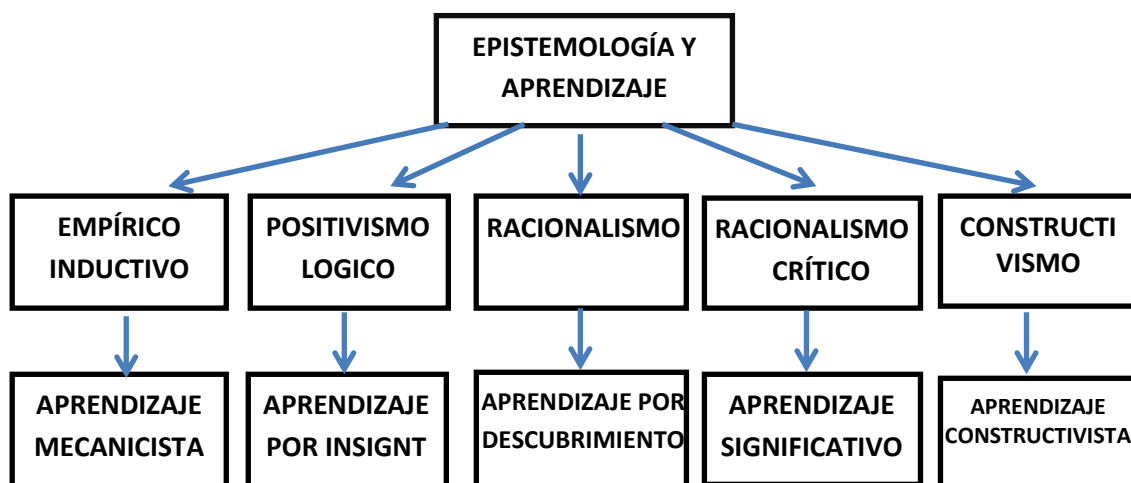 EPISTEMOLOGÍA Y
APRENDIZAJE
EMPÍRICO
INDUCTIVO
POSITIVISMO
LOGICO
RACIONALISMO
RACIONALISMO
CRÍTICO
CONSTRUCTI
VISMO
APRENDIZAJE
MECANICISTA
APRENDIZAJE
POR INSIGNT
APRENDIZAJE POR
DESCUBRIMIENTO
APRENDIZAJE
SIGNIFICATIVO
APRENDIZAJE
CONSTRUCTIVISTA